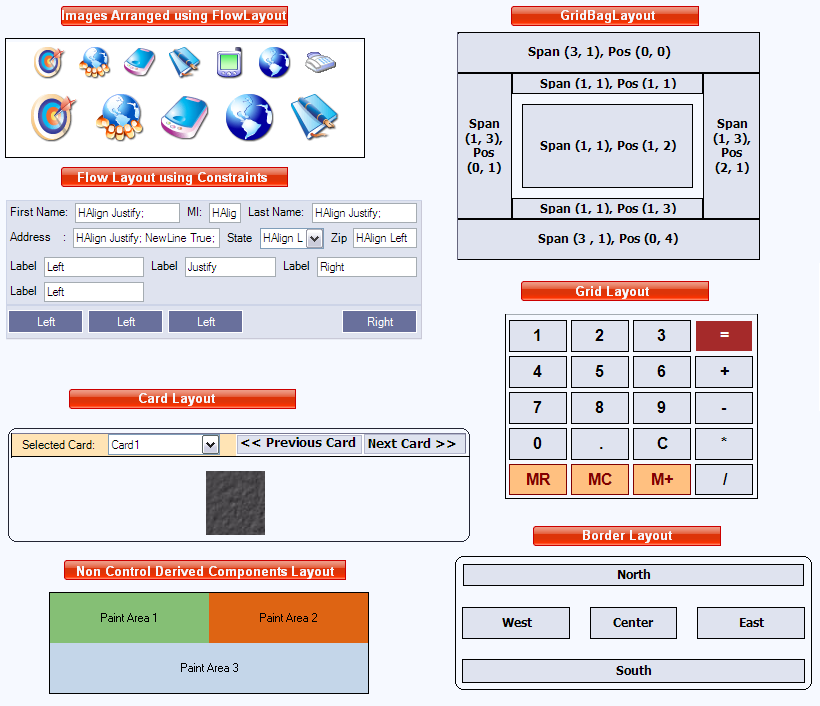 Images Arranged using FlowLayout
Flow Layout using Constraints
First Name: HAlign Justify; MI: HAlig Last Name: HAlign Justify;
Address : HAlign Justify; NewLine True; State HAlign L Zip HAlign Left
Label Left Label Justify Label Right
Label Left
Left Left Left Right
Card Layout
Selected Card: Card1 << Previous Card Next Card >>
Non Control Derived Components Layout
Paint Area 1 Paint Area 2
Paint Area 3
GridBagLayout
Span (3, 1), Pos (0, 0)
Span (1, 1), Pos (1, 1)
Span
(1, 3),
Pos
(0, 1)
Span (1, 1), Pos (1, 2)
Span
(1, 3),
Pos
(2, 1)
Span (1, 1), Pos (1, 3)
Span (3 , 1), Pos (0, 4)
Grid Layout
1 2 3 =
4 5 6 +
7 8 9 -
0 . C *
MR MC M+ /
Border Layout
North
West Center East
South